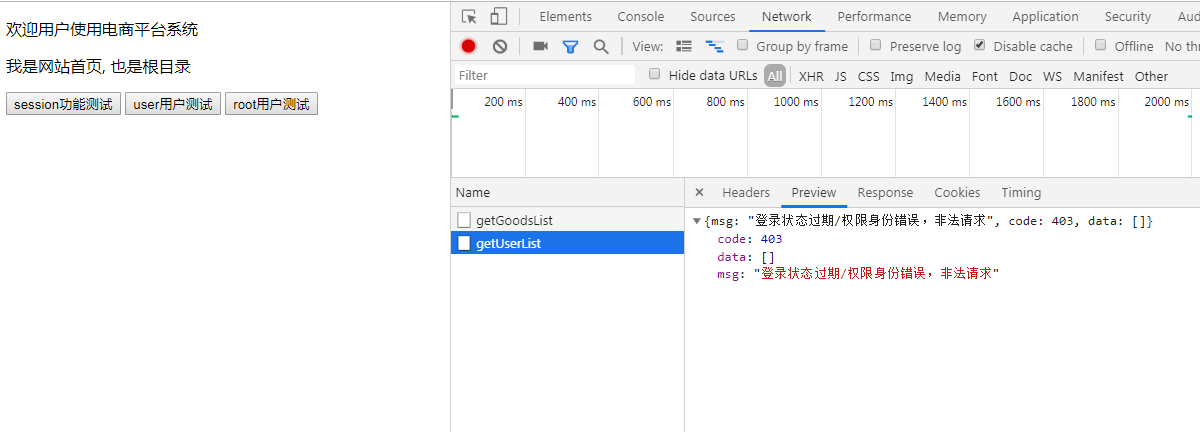 欢迎用户使用电商平台系统
我是网站首页, 也是根目录
session功能测试 user用户测试 root用户测试
Elements Console Sources Network Performance Memory Application Security Aud
View: Group by frame Preserve log Disable cache Offline No thr
Filter Hide data URLs All XHR JS CSS Img Media Font Doc WS Manifest Other
200 ms 400 ms 600 ms 800 ms 1000 ms 1200 ms 1400 ms 1600 ms 1800 ms 2000 ms
Name
getGoodsList
getUserList
× Headers Preview Response Cookies Timing
{msg: "登录状态过期/权限身份错误，非法请求", code: 403, data: []}
code: 403
data: []
msg: "登录状态过期/权限身份错误，非法请求"